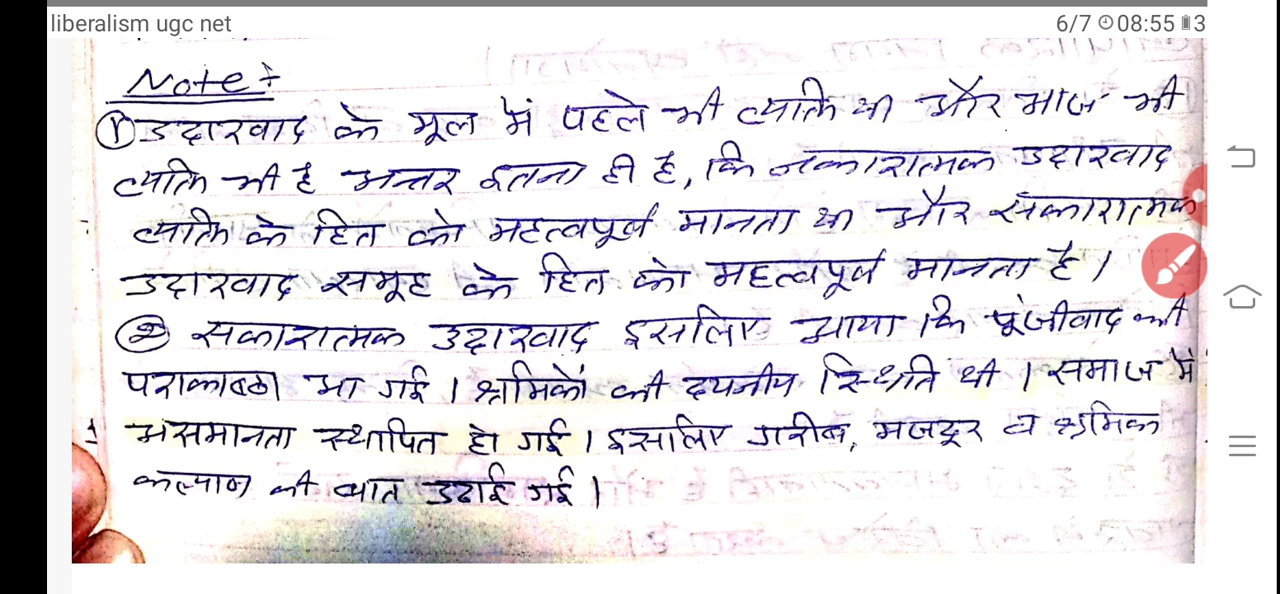 liberalism ugc net
6/7 08:55 3
Note :-
① उदारवाद के मूल में पहले भी व्यक्ति था और आज भी
व्यक्ति ही है अन्तर इतना ही है, कि नकारात्मक उदारवाद
व्यक्ति के हित को महत्वपूर्ण मानता था और सकारात्मक
उदारवाद समूह के हित को महत्वपूर्ण मानता है।
② सकारात्मक उदारवाद इसलिए आया कि पूंजीवाद की
पराकाष्ठा आ गई। श्रमिकों की दयनीय स्थिति थी। समाज में
असमानता स्थापित हो गई। इसलिए गरीब, मजदूर व श्रमिक
कल्याण की बात उठाई गई।